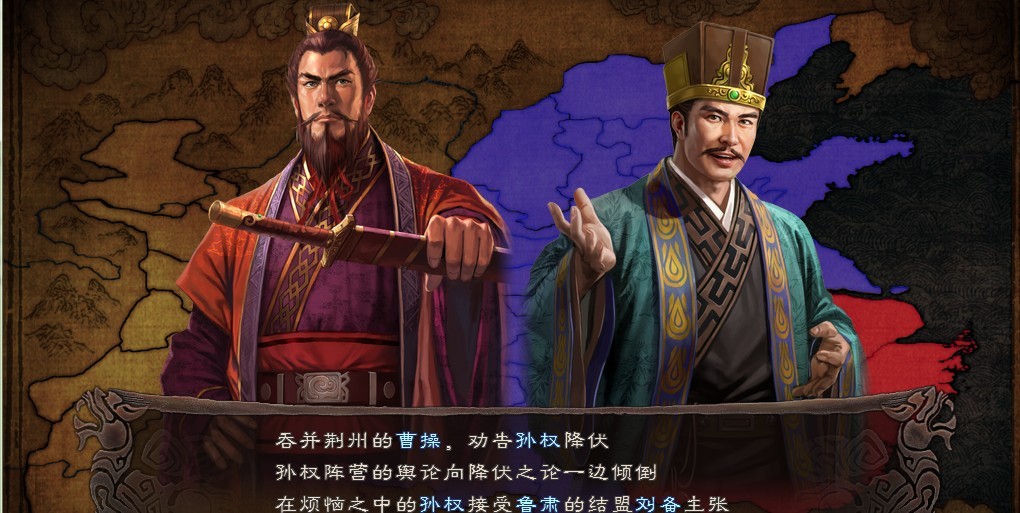 吞并荆州的曹操。劝告孙权降伏
孙权阵营的舆论向降伏之论一边倾倒
在烦恼之中的孙权接受鲁肃的结盟刘备主张